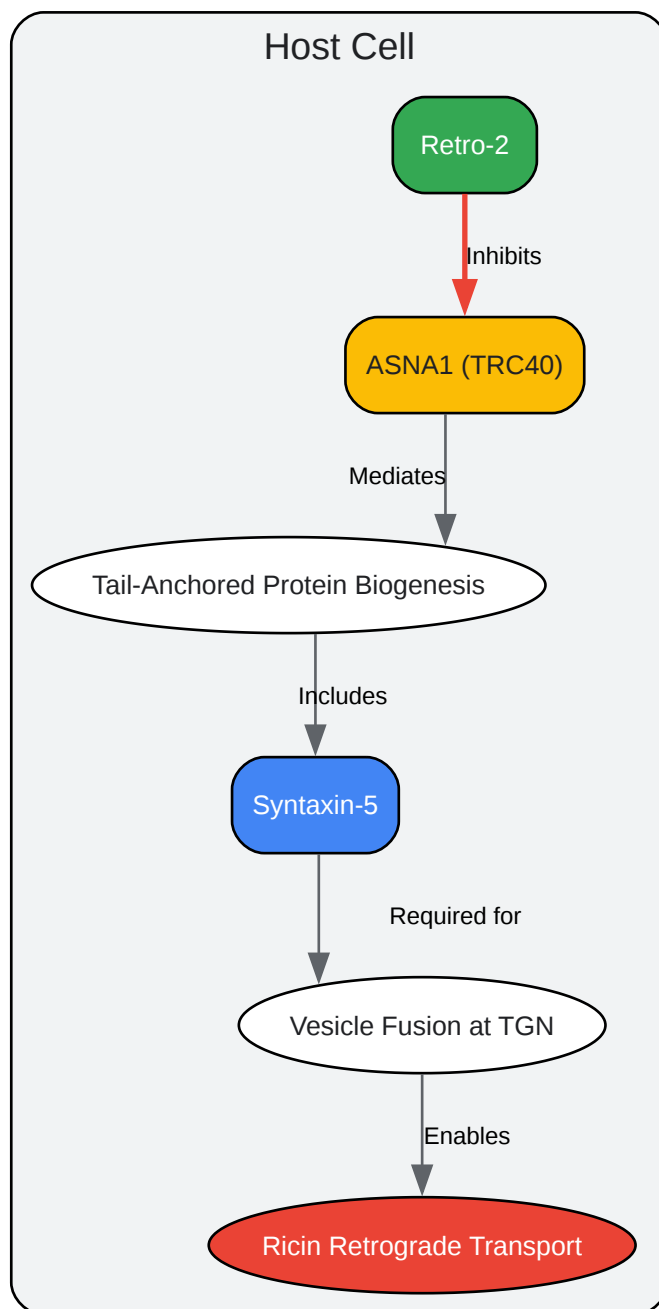 Host Cell
Retro-2
Inhibits
ASNA1 (TRC40)
Mediates
Tail-Anchored Protein Biogenesis
Includes
Syntaxin-5
Required for
Vesicle Fusion at TGN
Enables
Ricin Retrograde Transport